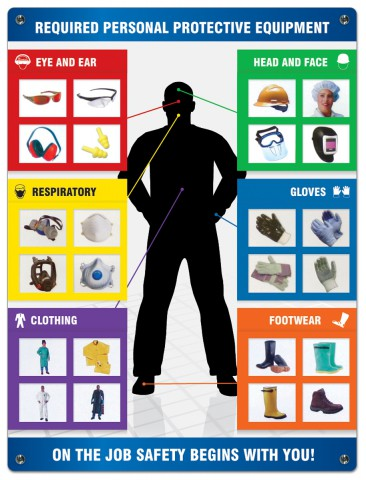 REQUIRED PERSONAL PROTECTIVE EQUIPMENT
EYE AND EAR
HEAD AND FACE
RESPIRATORY
GLOVES
CLOTHING
FOOTWEAR
ON THE JOB SAFETY BEGINS WITH YOU!